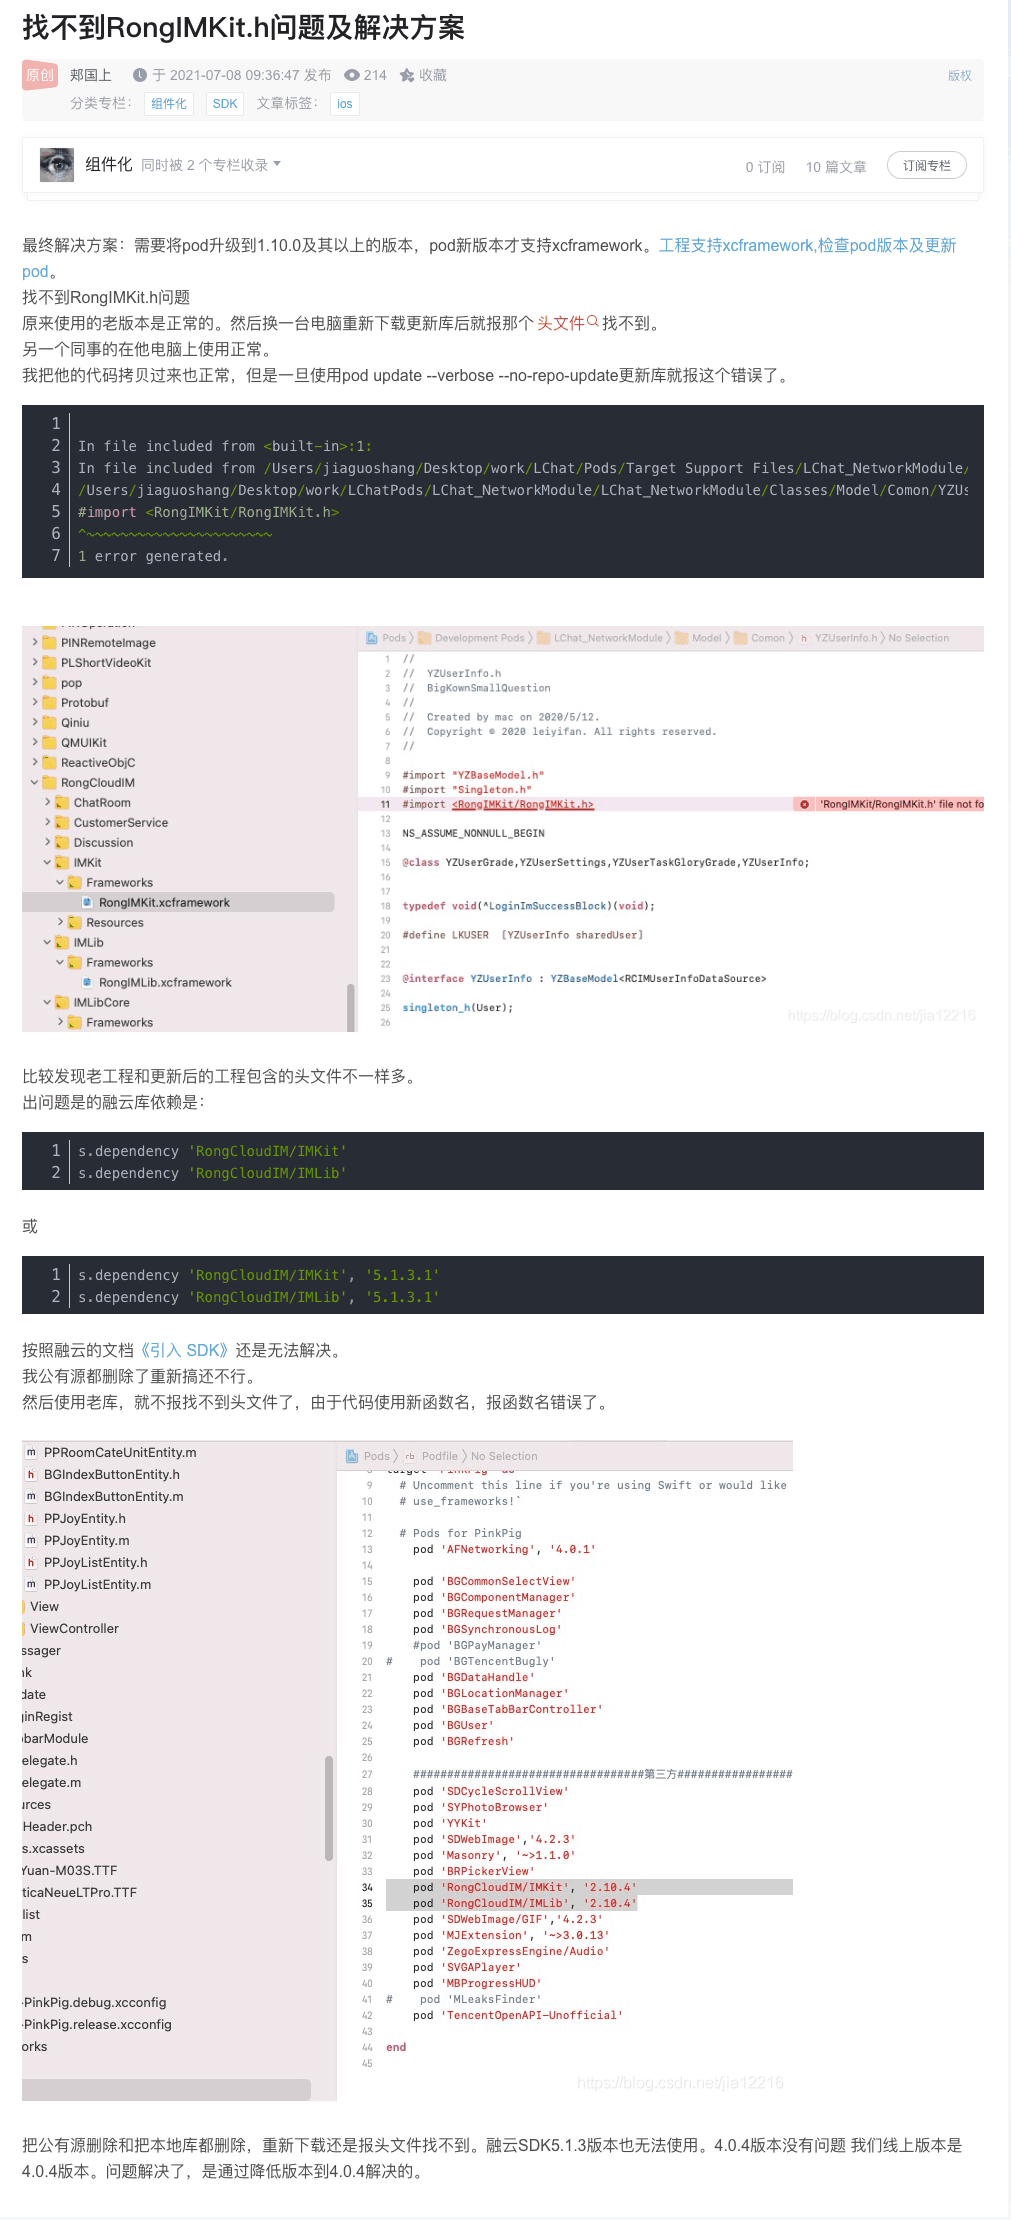 找不到RongIMKit.h问题及解决方案
原创 郏国上 于 2021-07-08 09:36:47 发布 214 收藏 版权
分类专栏： 组件化 SDK 文章标签： ios
组件化 同时被 2 个专栏收录 0 订阅 10 篇文章 订阅专栏
最终解决方案：需要将pod升级到1.10.0及其以上的版本，pod新版本才支持xcframework。工程支持xcframework,检查pod版本及更新
pod。
找不到RongIMKit.h问题
原来使用的老版本是正常的。然后换一台电脑重新下载更新库后就报那个 头文件 找不到。
另一个同事的在他电脑上使用正常。
我把他的代码拷贝过来也正常，但是一旦使用pod update --verbose --no-repo-update更新库就报这个错误了。
1
2 In file included from <built-in>:1:
3 In file included from /Users/jiaguoshang/Desktop/work/LChat/Pods/Target Support Files/LChat_NetworkModule/
4 /Users/jiaguoshang/Desktop/work/LChatPods/LChat_NetworkModule/LChat_NetworkModule/Classes/Model/Comon/YZUs
5 #import <RongIMKit/RongIMKit.h>
6 ^~~~~~~~~~~~~~~~~~~~~~~
7 1 error generated.
PINRemoteImage
PLShortVideoKit
pop
Protobuf
Qiniu
QMUIKit
ReactiveObjC
RongCloudIM
ChatRoom
CustomerService
Discussion
IMKit
Frameworks
RongIMKit.xcframework
Resources
IMLib
Frameworks
RongIMLib.xcframework
IMLibCore
Frameworks
Pods 〉 Development Pods 〉 LChat_NetworkModule 〉 Model 〉 Comon 〉 h YZUserInfo.h 〉 No Selection
1 //
2 // YZUserInfo.h
3 // BigKownSmallQuestion
4 //
5 // Created by mac on 2020/5/12.
6 // Copyright © 2020 leiyifan. All rights reserved.
7 //
8
9 #import "YZBaseModel.h"
10 #import "Singleton.h"
11 #import <RongIMKit/RongIMKit.h> 'RongIMKit/RongIMKit.h' file not fo
12
13 NS_ASSUME_NONNULL_BEGIN
14
15 @class YZUserGrade,YZUserSettings,YZUserTaskGloryGrade,YZUserInfo;
16
17
18 typedef void(^LoginImSuccessBlock)(void);
19
20 #define LKUSER [YZUserInfo sharedUser]
21
22
23 @interface YZUserInfo : YZBaseModel<RCIMUserInfoDataSource>
24
25 singleton_h(User);
26
https://blog.csdn.net/jia12216
比较发现老工程和更新后的工程包含的头文件不一样多。
出问题是的融云库依赖是：
1 s.dependency 'RongCloudIM/IMKit'
2 s.dependency 'RongCloudIM/IMLib'
或
1 s.dependency 'RongCloudIM/IMKit', '5.1.3.1'
2 s.dependency 'RongCloudIM/IMLib', '5.1.3.1'
按照融云的文档《引入 SDK》还是无法解决。
我公有源都删除了重新搞还不行。
然后使用老库，就不报找不到头文件了，由于代码使用新函数名，报函数名错误了。
m PPRoomCateUnitEntity.m
h BGIndexButtonEntity.h
m BGIndexButtonEntity.m
h PPJoyEntity.h
m PPJoyEntity.m
h PPJoyListEntity.h
m PPJoyListEntity.m
View
ViewController
ssager
nk
date
ginRegist
obarModule
elegate.h
elegate.m
urces
Header.pch
s.xcassets
Yuan-M03S.TTF
ticaNeueLTPro.TTF
list
m
s
-PinkPig.debug.xcconfig
-PinkPig.release.xcconfig
orks
Pods 〉 rb Podfile 〉 No Selection
9 # Uncomment this line if you're using Swift or would like
10 # use_frameworks!`
11
12 # Pods for PinkPig
13 pod 'AFNetworking', '4.0.1'
14
15 pod 'BGCommonSelectView'
16 pod 'BGComponentManager'
17 pod 'BGRequestManager'
18 pod 'BGSynchronousLog'
19 #pod 'BGPayManager'
20 # pod 'BGTencentBugly'
21 pod 'BGDataHandle'
22 pod 'BGLocationManager'
23 pod 'BGBaseTabBarController'
24 pod 'BGUser'
25 pod 'BGRefresh'
26
27 ##################################第三方#################
28 pod 'SDCycleScrollView'
29 pod 'SYPhotoBrowser'
30 pod 'YYKit'
31 pod 'SDWebImage','4.2.3'
32 pod 'Masonry', '~>1.1.0'
33 pod 'BRPickerView'
34 pod 'RongCloudIM/IMKit', '2.10.4'
35 pod 'RongCloudIM/IMLib', '2.10.4'
36 pod 'SDWebImage/GIF','4.2.3'
37 pod 'MJExtension', '~>3.0.13'
38 pod 'ZegoExpressEngine/Audio'
39 pod 'SVGAPlayer'
40 pod 'MBProgressHUD'
41 # pod 'MLeaksFinder'
42 pod 'TencentOpenAPI-Unofficial'
43
44 end
45
https://blog.csdn.net/jia12216
把公有源删除和把本地库都删除，重新下载还是报头文件找不到。融云SDK5.1.3版本也无法使用。4.0.4版本没有问题 我们线上版本是
4.0.4版本。问题解决了，是通过降低版本到4.0.4解决的。